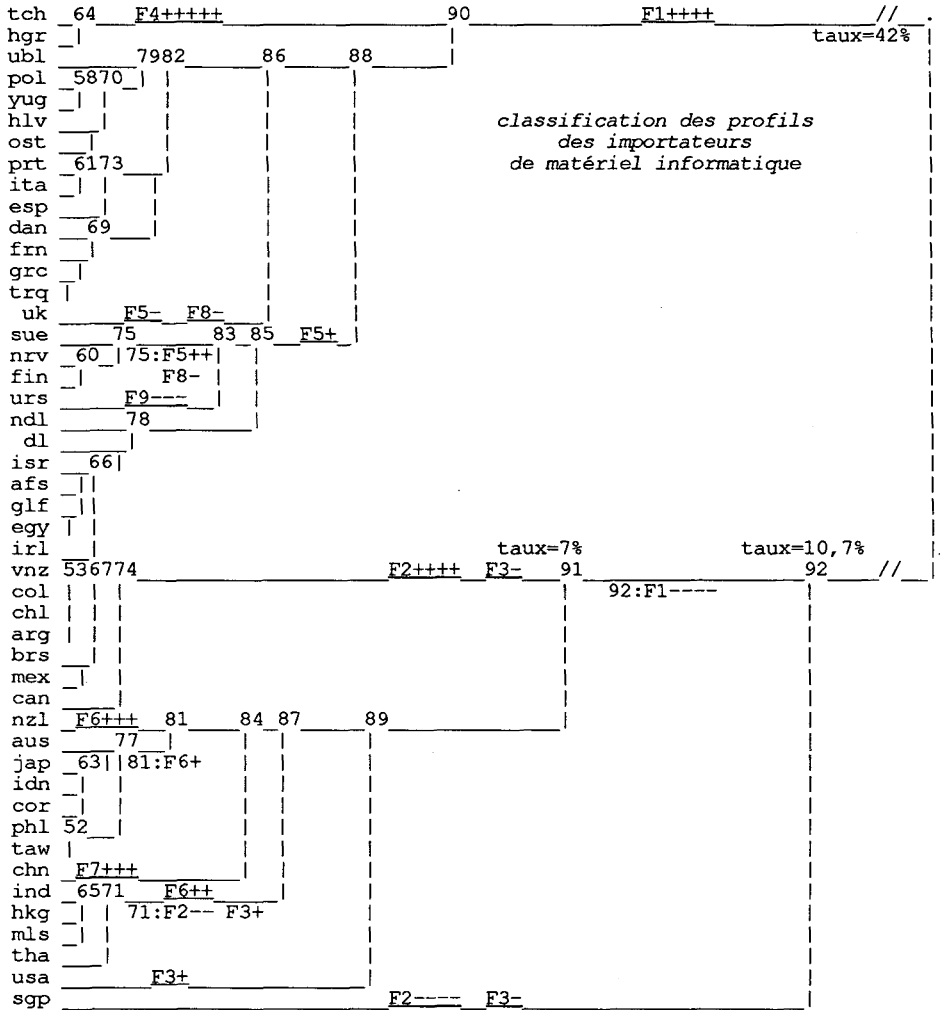 tch 64 F4+++++ 90 F1++++ // .
hgr taux=42%
ubl 7982 86 88
pol 5870
yug
hlv classification des profils
ost des importateurs
prt 6173 de matériel informatique
ita
esp
dan 69
frn
grc
trq
uk F5- F8-
sue 75 83 85 F5+
nrv 60 75:F5++
fin F8-
urs F9---
ndl 78
dl
isr 66
afs
glf
egy
irl taux=7% taux=10,7% .
vnz 536774 F2++++ F3- 91 92 //
col 92:F1----
chl
arg
brs
mex
can
nzl F6+++ 81 84 87 89
aus 77
jap 63 81:F6+
idn
cor
phl 52
taw
chn F7+++
ind 6571 F6++
hkg 71:F2-- F3+
mls
tha
usa F3+
sgp F2---- F3-